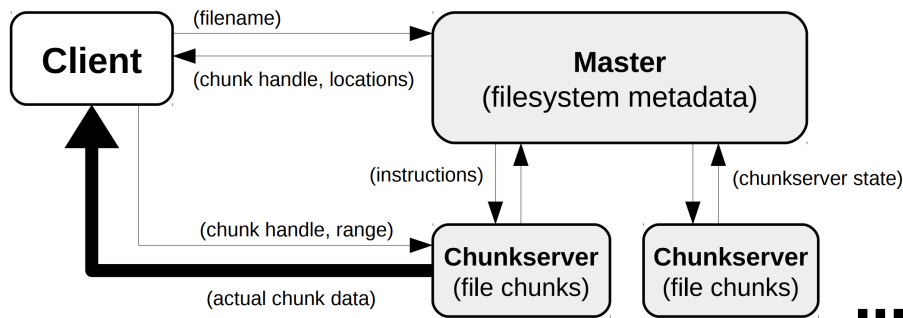 (filename)
Client
(chunk handle, locations)
Master
(filesystem metadata)
(instructions)
(chunkserver state)
(chunk handle, range)
(actual chunk data)
Chunkserver
(file chunks)
Chunkserver
(file chunks)